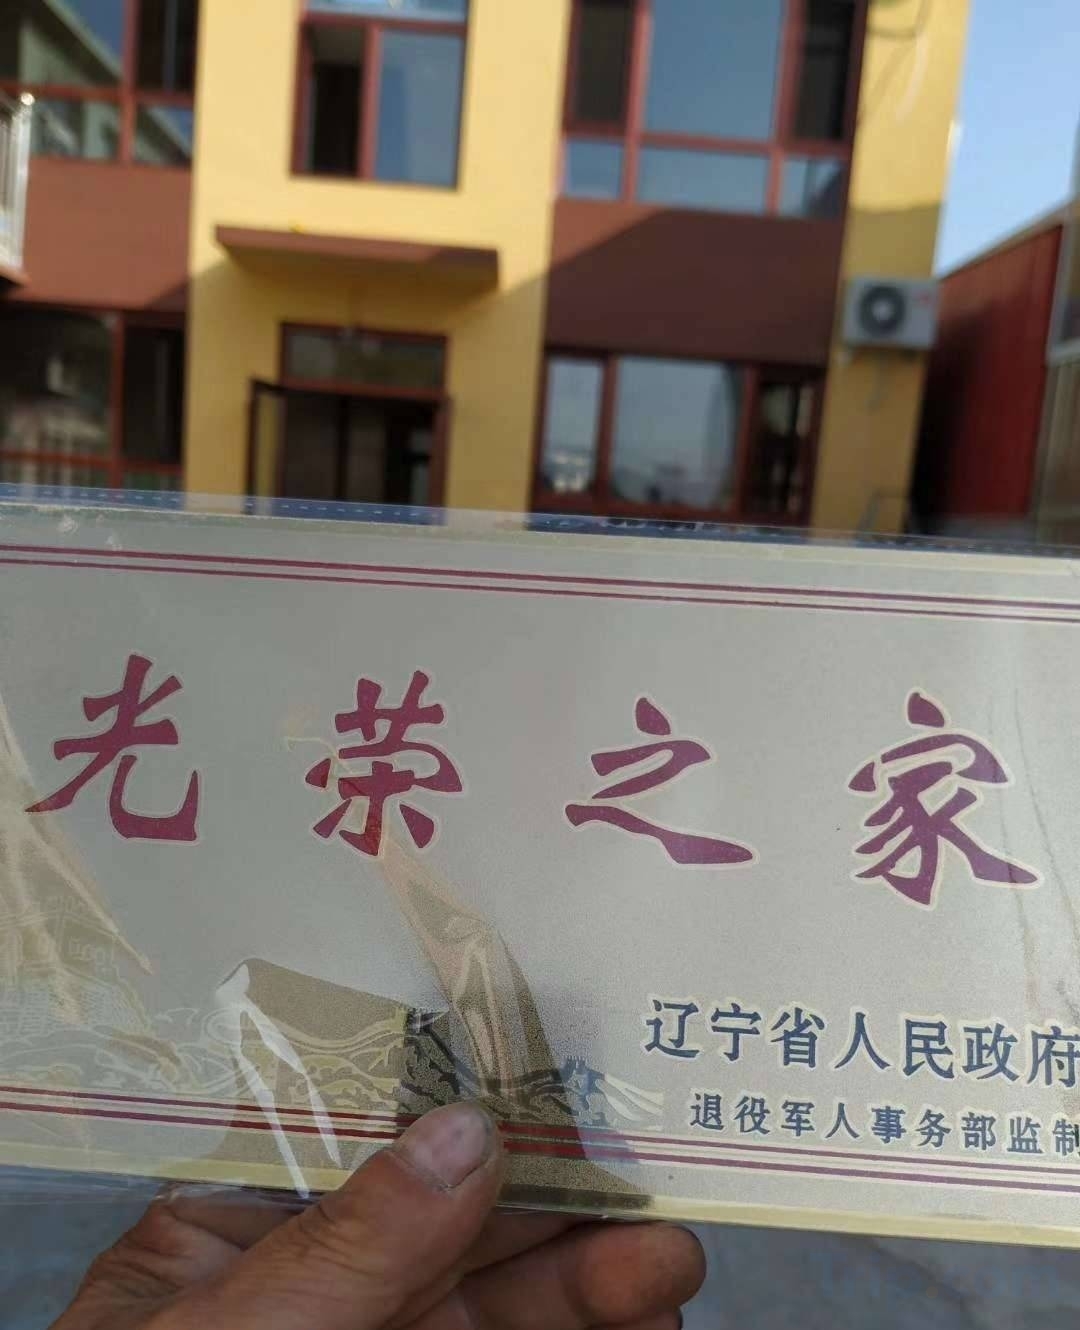 光荣之家
辽宁省人民政府
退役军人事务部监制